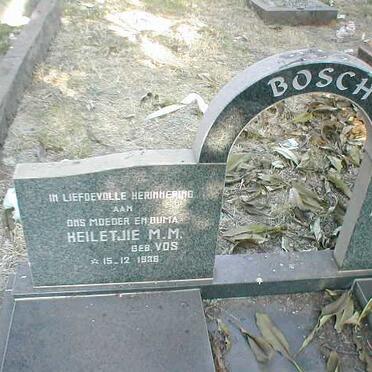 BOSCH
IN LIEFDEVOLLE HERINNERING
AAN
ONS MOEDER EN OUMA
HEILETJIE M.M.
GEB. VOS
☆ 15-12 1936